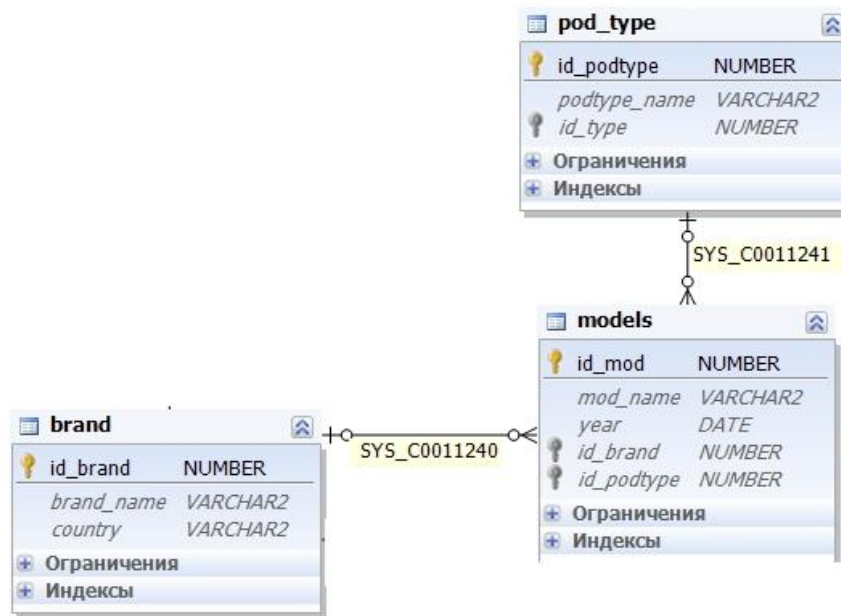 pod_type
id_podtype NUMBER
podtype_name VARCHAR2
id_type NUMBER
Ограничения
Индексы
SYS_C0011241
models
id_mod NUMBER
mod_name VARCHAR2
year DATE
id_brand NUMBER
id_podtype NUMBER
Ограничения
Индексы
SYS_C0011240
brand
id_brand NUMBER
brand_name VARCHAR2
country VARCHAR2
Ограничения
Индексы